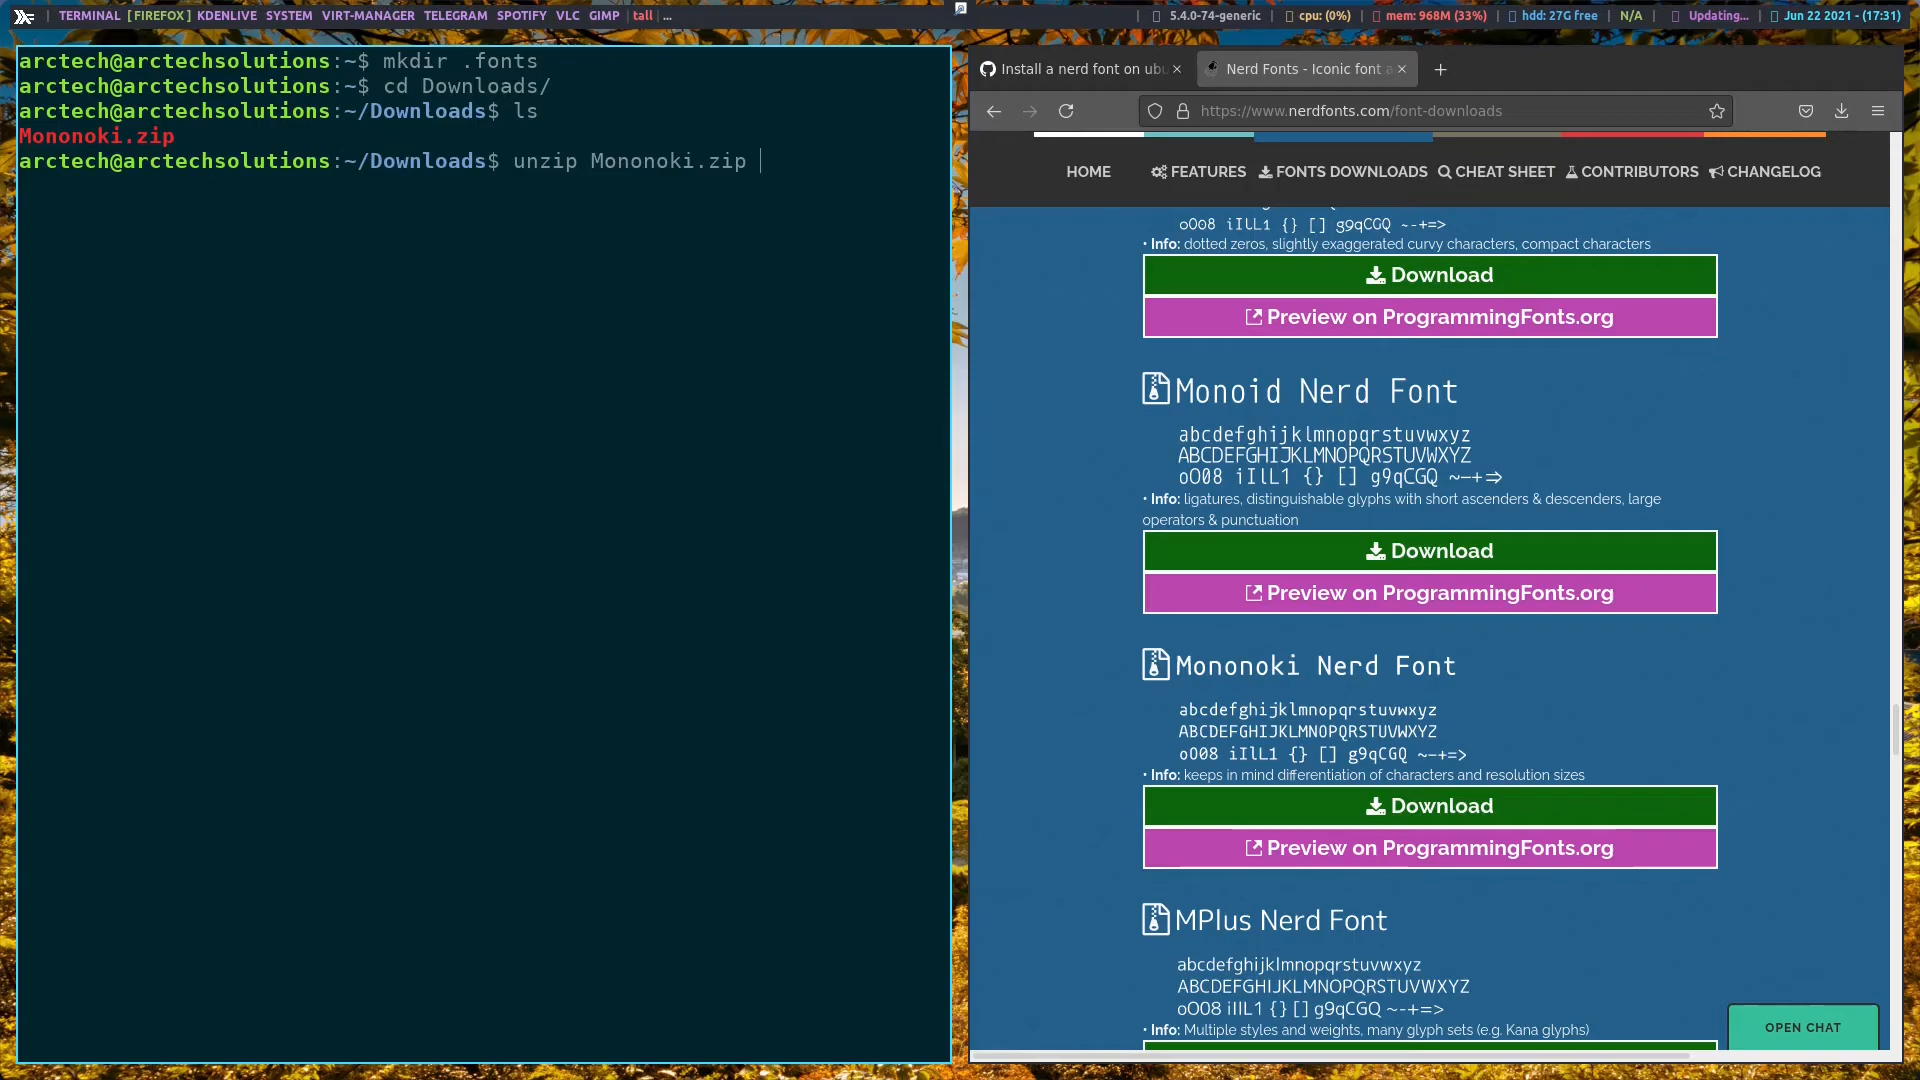 TERMINAL [FIREFOX] KDENLIVE SYSTEM VIRT-MANAGER TELEGRAM SPOTIFY VLC GIMP | tall | ...
| 5.4.0-74-generic | cpu: (0%) | mem: 968M (33%) | hdd: 27G free | N/A | Updating... | Jun 22 2021 - (17:31)
arctech@arctechsolutions:~$ mkdir .fonts
arctech@arctechsolutions:~$ cd Downloads/
arctech@arctechsolutions:~/Downloads$ ls
Mononoki.zip
arctech@arctechsolutions:~/Downloads$ unzip Mononoki.zip
Install a nerd font on ubu
Nerd Fonts - Iconic font a
https://www.nerdfonts.com/font-downloads
HOME FEATURES FONTS DOWNLOADS CHEAT SHEET CONTRIBUTORS CHANGELOG
oO08 iIlL1 {} [] g9qCGQ ~-+=>
• Info: dotted zeros, slightly exaggerated curvy characters, compact characters
Download
Preview on ProgrammingFonts.org
Monoid Nerd Font
abcdefghijklmnopqrstuvwxyz
ABCDEFGHIJKLMNOPQRSTUVWXYZ
oO08 iIlL1 {} [] g9qCGQ ~-+=>
• Info: ligatures, distinguishable glyphs with short ascenders & descenders, large
operators & punctuation
Download
Preview on ProgrammingFonts.org
Mononoki Nerd Font
abcdefghijklmnopqrstuvwxyz
ABCDEFGHIJKLMNOPQRSTUVWXYZ
oO08 iIlL1 {} [] g9qCGQ ~-+=>
• Info: keeps in mind differentiation of characters and resolution sizes
Download
Preview on ProgrammingFonts.org
MPlus Nerd Font
abcdefghijklmnopqrstuvwxyz
ABCDEFGHIJKLMNOPQRSTUVWXYZ
oO08 iIlL1 {} [] g9qCGQ ~-+=>
• Info: Multiple styles and weights, many glyph sets (e.g. Kana glyphs)
OPEN CHAT